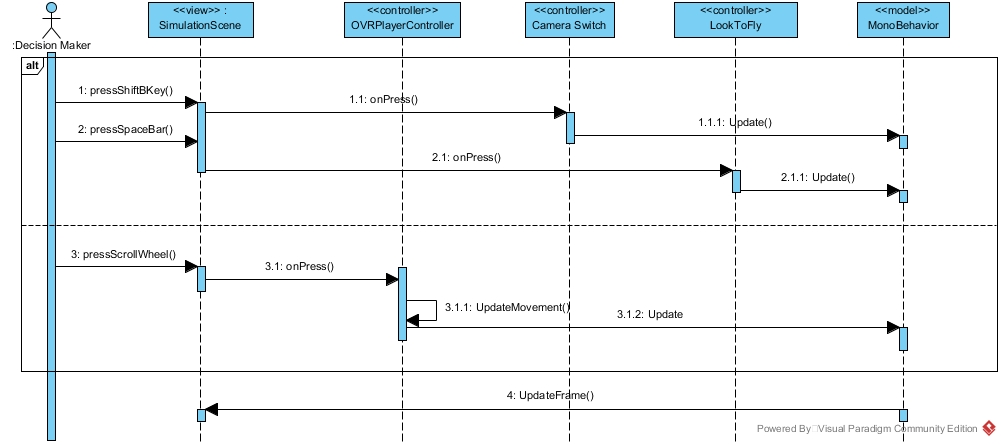 <<view>> :
SimulationScene
<<controller>>
OVRPlayerController
<<controller>>
Camera Switch
<<controller>>
LookToFly
<<model>>
MonoBehavior
:Decision Maker
alt
1: pressShiftBKey()
1.1: onPress()
1.1.1: Update()
2: pressSpaceBar()
2.1: onPress()
2.1.1: Update()
3: pressScrollWheel()
3.1: onPress()
3.1.1: UpdateMovement()
3.1.2: Update
4: UpdateFrame()
Powered By Visual Paradigm Community Edition